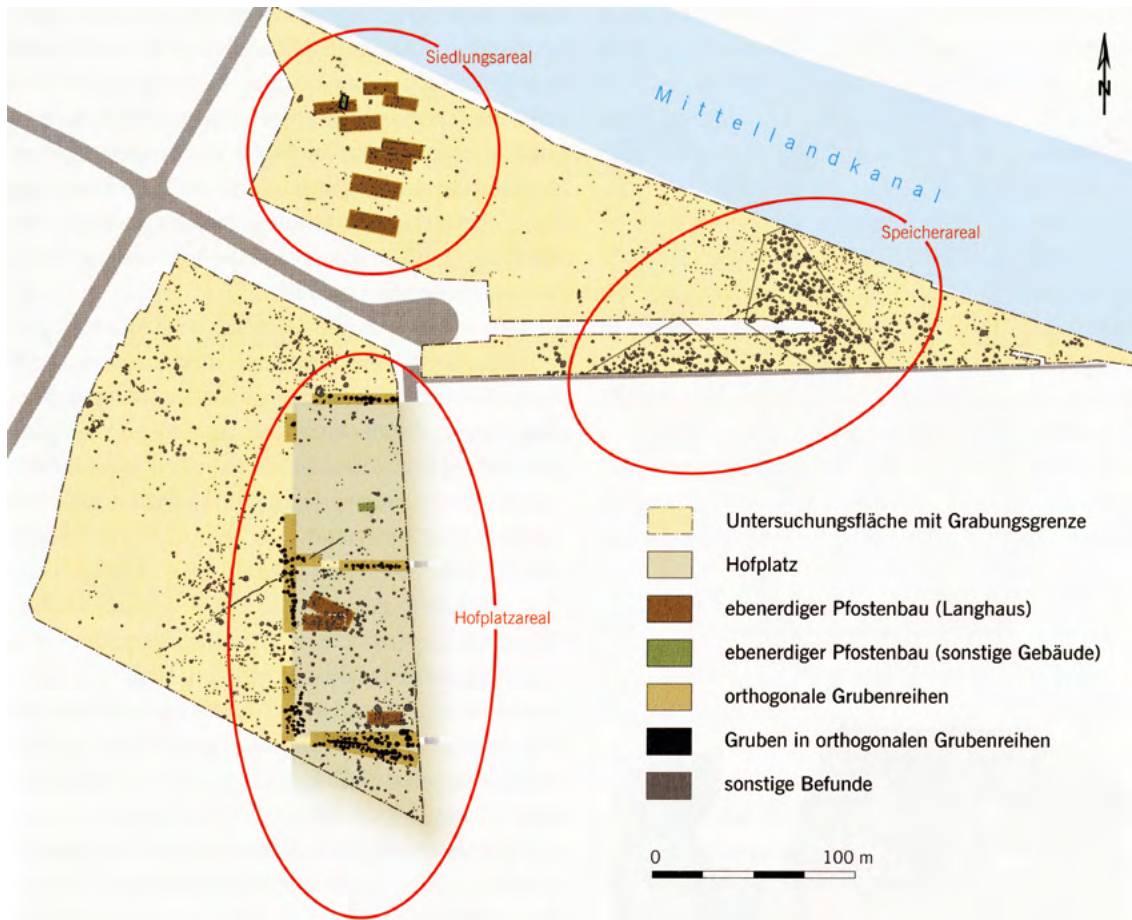 Siedlungsareal
N
Mittellandkanal
Speicherareal
Hofplatzareal
Untersuchungsfläche mit Grabungsgrenze
Hofplatz
ebenerdiger Pfostenbau (Langhaus)
ebenerdiger Pfostenbau (sonstige Gebäude)
orthogonale Grubenreihen
Gruben in orthogonalen Grubenreihen
sonstige Befunde
0 100 m